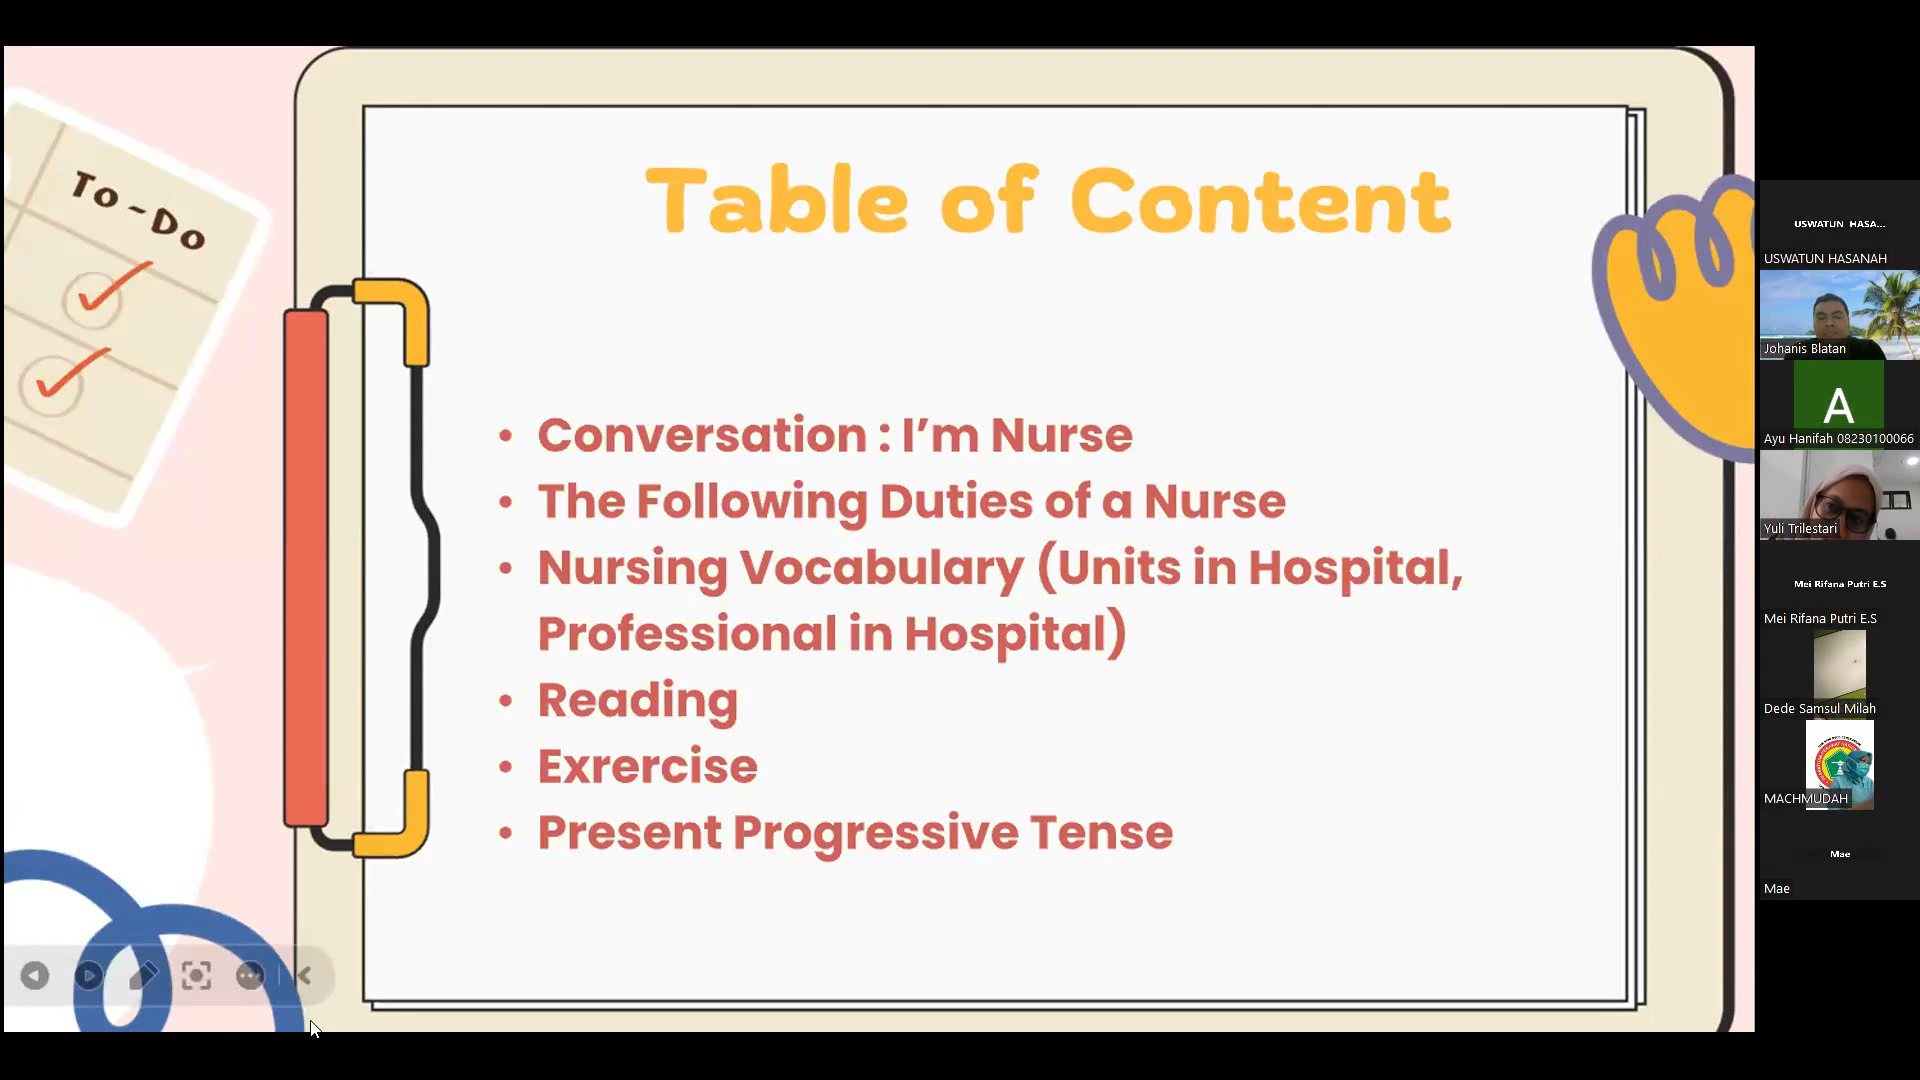 To-Do
Table of Content
• Conversation : I’m Nurse
• The Following Duties of a Nurse
• Nursing Vocabulary (Units in Hospital,
Professional in Hospital)
• Reading
• Exrercise
• Present Progressive Tense
USWATUN HASA...
USWATUN HASANAH
Johanis Blatan
A
Ayu Hanifah 08230100066
Yuli Trilestari
Mei Rifana Putri E.S
Mei Rifana Putri E.S
Dede Samsul Milah
MACHMUDAH
Mae
Mae